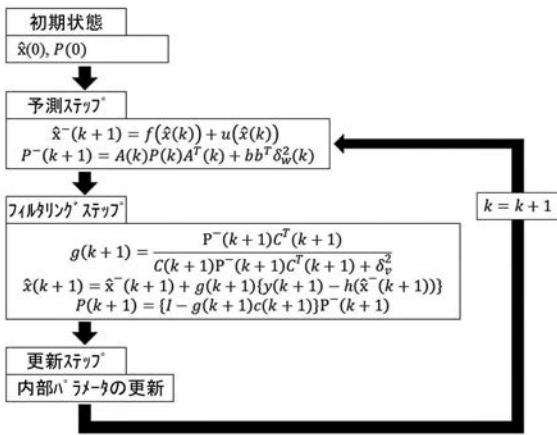 初期状態
x̂(0), P(0)
予測ステップ
x̂⁻(k + 1) = f(x̂(k)) + u(x̂(k))
P⁻(k + 1) = A(k)P(k)Aᵀ(k) + bbᵀδ²_w(k)
k = k + 1
フィルタリングステップ
g(k + 1) = P⁻(k + 1)Cᵀ(k + 1) / C(k + 1)P⁻(k + 1)Cᵀ(k + 1) + δ²_v
x̂(k + 1) = x̂⁻(k + 1) + g(k + 1){y(k + 1) − h(x̂⁻(k + 1))}
P(k + 1) = {I − g(k + 1)c(k + 1)}P⁻(k + 1)
更新ステップ
内部パラメータの更新